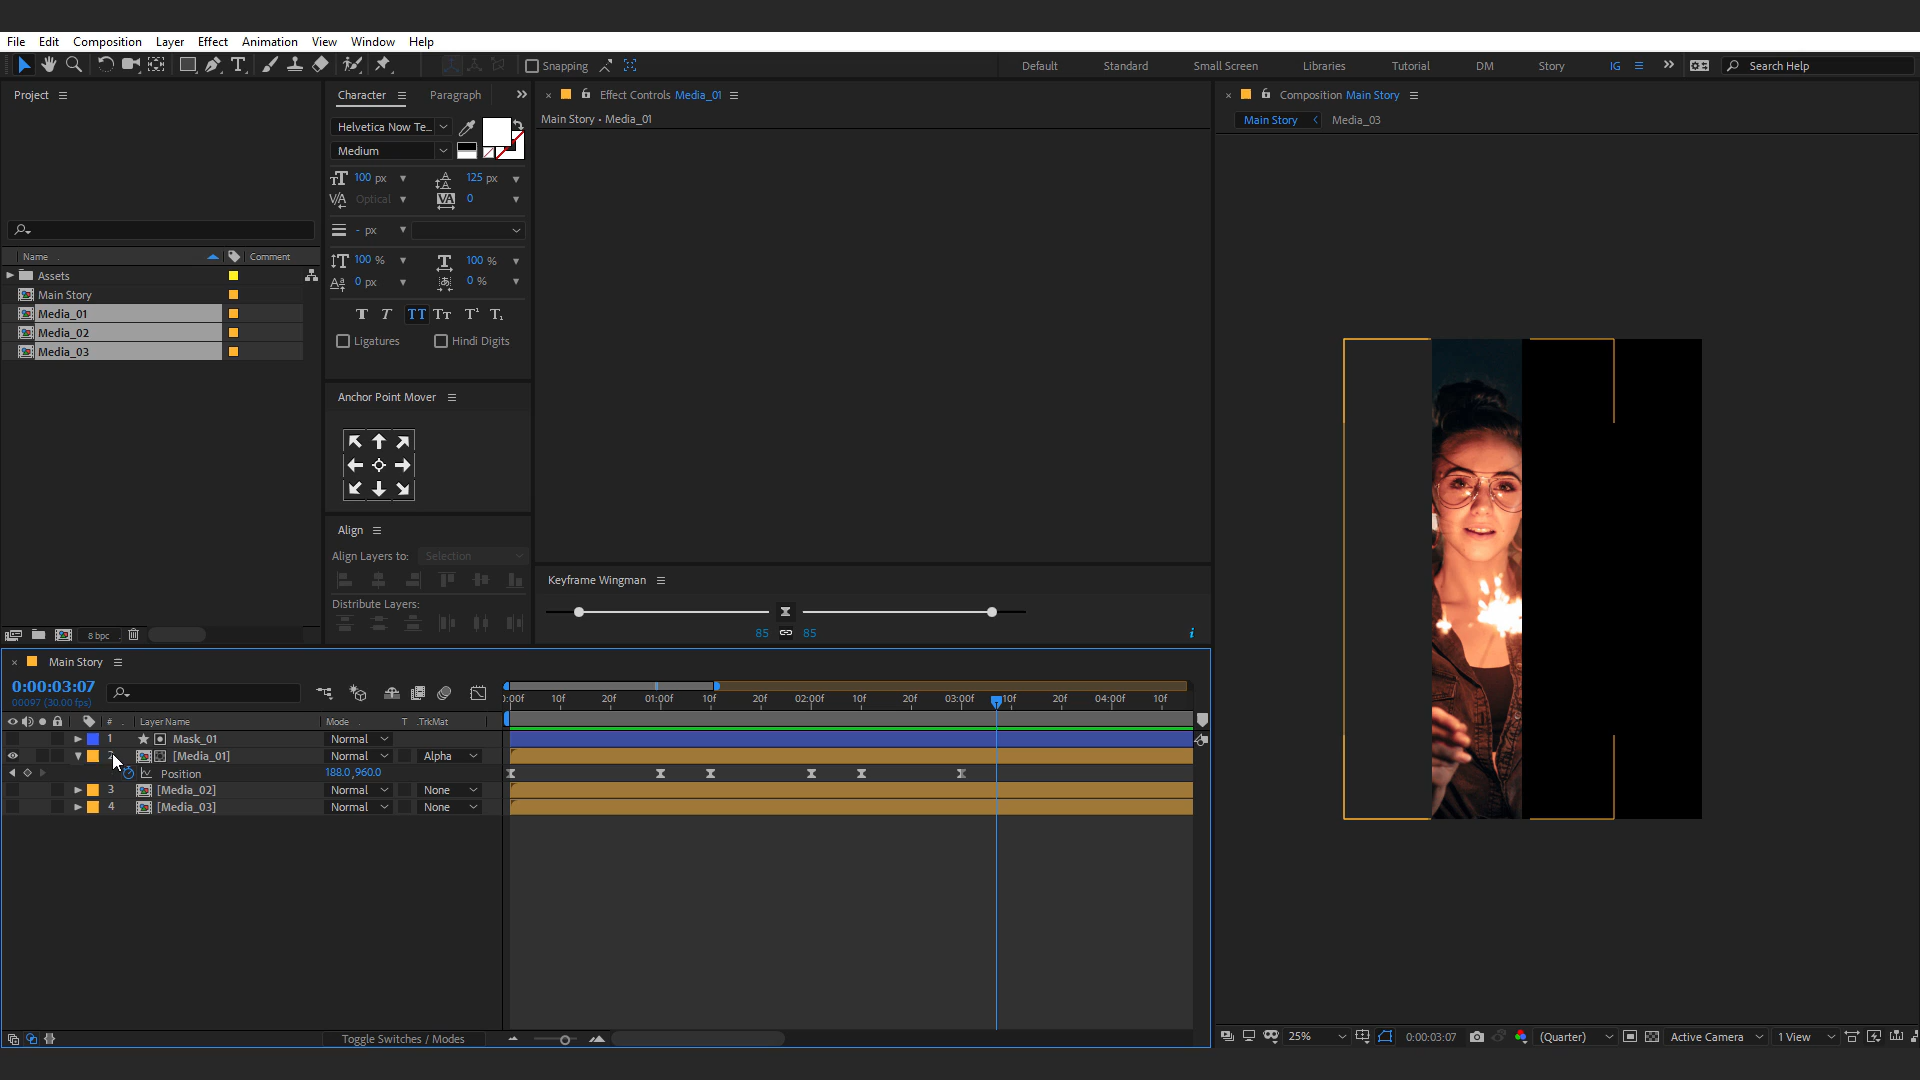 File Edit Composition Layer Effect Animation View Window Help
Snapping Default Standard Small Screen Libraries Tutorial DM Story IG Search Help
Project Character Paragraph Effect Controls Media_01 Composition Main Story
Main Story • Media_01
Main Story Media_03
Helvetica Now Te...
Medium
100 px 125 px
Optical 0
- px
Name Comment
100 % 100 %
0 px 0 %
Assets
Main Story
Media_01
Media_02
Media_03
Ligatures Hindi Digits
Anchor Point Mover
Align
Align Layers to: Selection
Distribute Layers:
Keyframe Wingman
85 85
8 bpc
Main Story
0:00:03:07
00097 (30.00 fps)
):00f 10f 20f 01:00f 10f 20f 02:00f 10f 20f 03:00f 10f 20f 04:00f 10f
# Layer Name Mode T .TrkMat
1 Mask_01 Normal
2 [Media_01] Normal Alpha
Position 188.0,960.0
3 [Media_02] Normal None
4 [Media_03] Normal None
Toggle Switches / Modes
25% 0:00:03:07 (Quarter) Active Camera 1 View